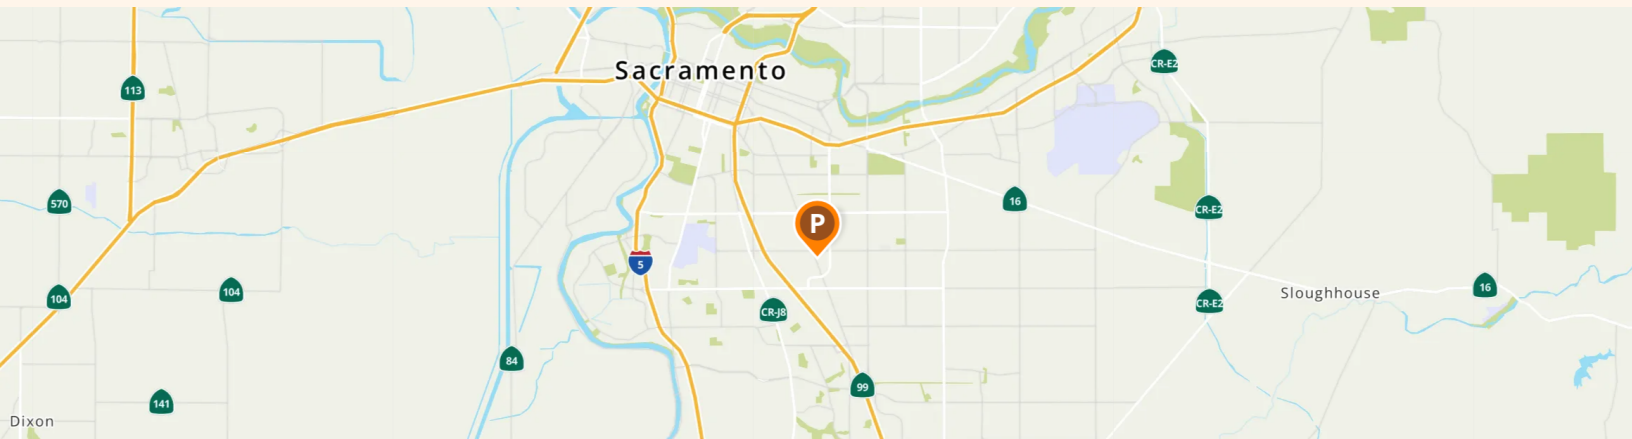 CR-E2
Sacramento
113
570
16
CR-E2
P
5
104
104
Sloughhouse
16
CR-E2
CR-J8
84
99
141
Dixon